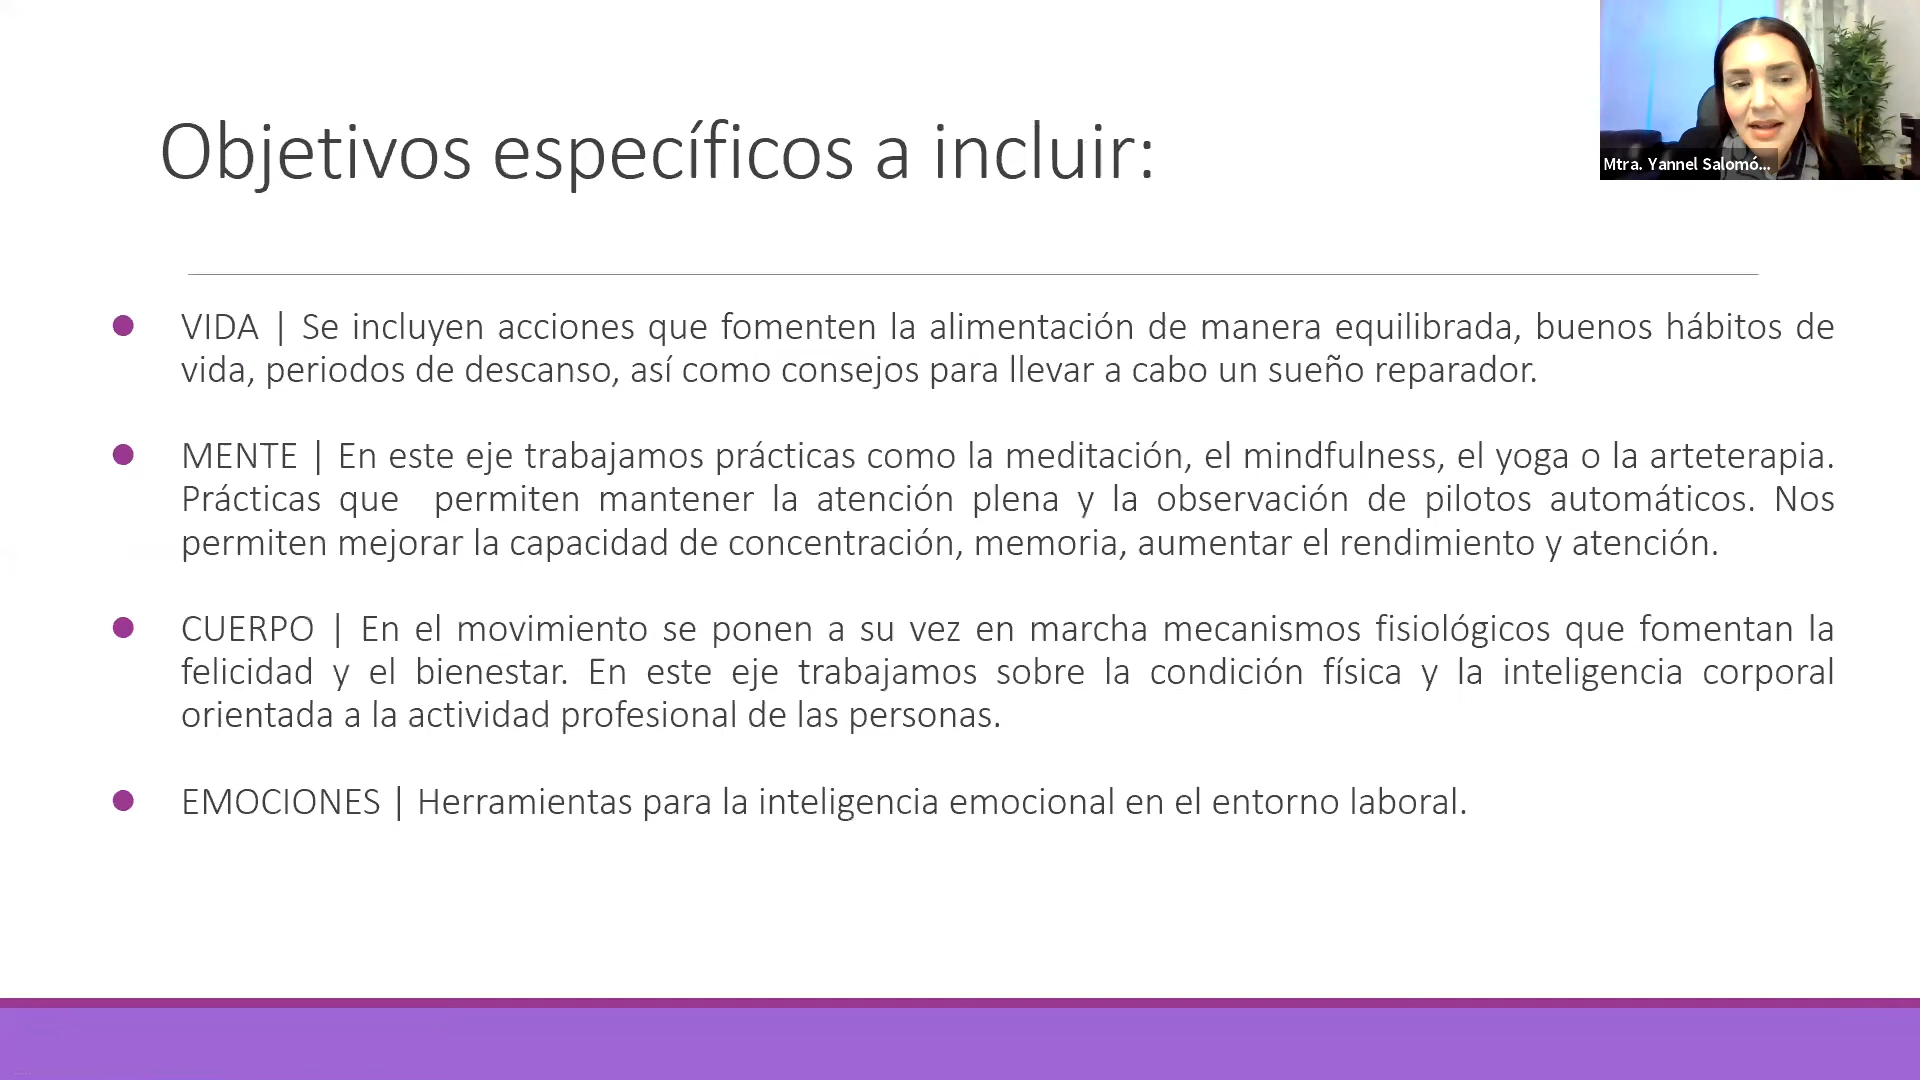 Objetivos específicos a incluir:
Mtra. Yannel Salomó...
VIDA | Se incluyen acciones que fomenten la alimentación de manera equilibrada, buenos hábitos de
vida, periodos de descanso, así como consejos para llevar a cabo un sueño reparador.
MENTE | En este eje trabajamos prácticas como la meditación, el mindfulness, el yoga o la arteterapia.
Prácticas que permiten mantener la atención plena y la observación de pilotos automáticos. Nos
permiten mejorar la capacidad de concentración, memoria, aumentar el rendimiento y atención.
CUERPO | En el movimiento se ponen a su vez en marcha mecanismos fisiológicos que fomentan la
felicidad y el bienestar. En este eje trabajamos sobre la condición física y la inteligencia corporal
orientada a la actividad profesional de las personas.
EMOCIONES | Herramientas para la inteligencia emocional en el entorno laboral.